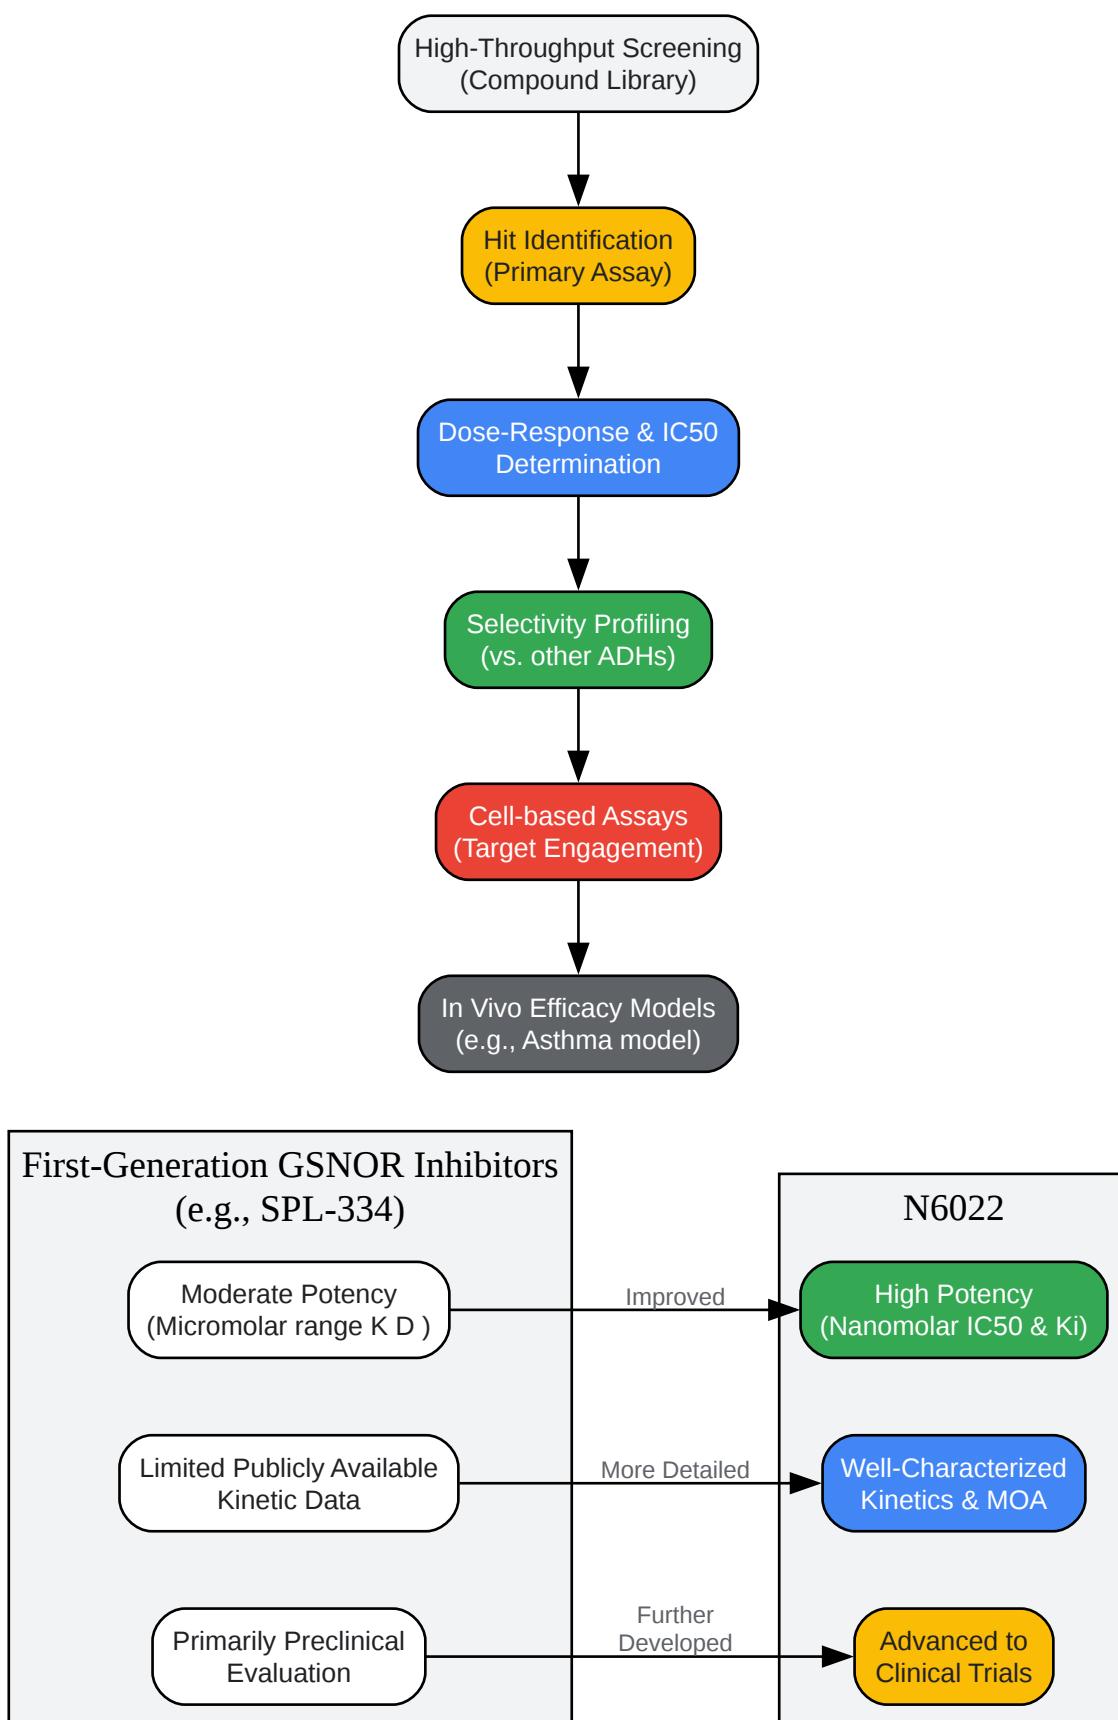 High-Throughput Screening
(Compound Library)
Hit Identification
(Primary Assay)
Dose-Response & IC50
Determination
Selectivity Profiling
(vs. other ADHs)
Cell-based Assays
(Target Engagement)
In Vivo Efficacy Models
(e.g., Asthma model)
First-Generation GSNOR Inhibitors
(e.g., SPL-334)
N6022
Moderate Potency
(Micromolar range K D )
Improved
High Potency
(Nanomolar IC50 & Ki)
Limited Publicly Available
Kinetic Data
More Detailed
Well-Characterized
Kinetics & MOA
Primarily Preclinical
Evaluation
Further
Developed
Advanced to
Clinical Trials